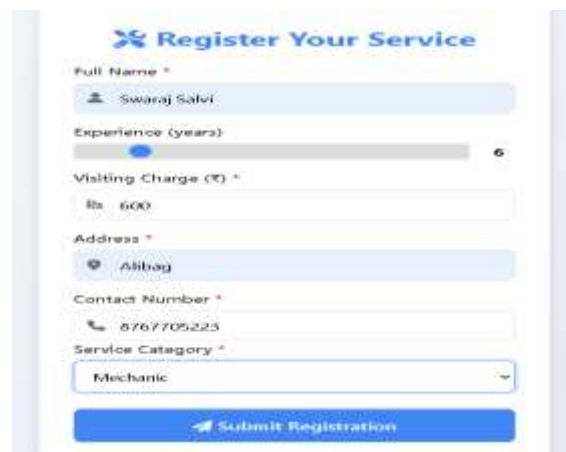 Register Your Service
Full Name *
Swaraj Salvi
Experience (years)
6
Visiting Charge (₹) *
Rs 600
Address *
Alibag
Contact Number *
8767705223
Service Category *
Mechanic
Submit Registration